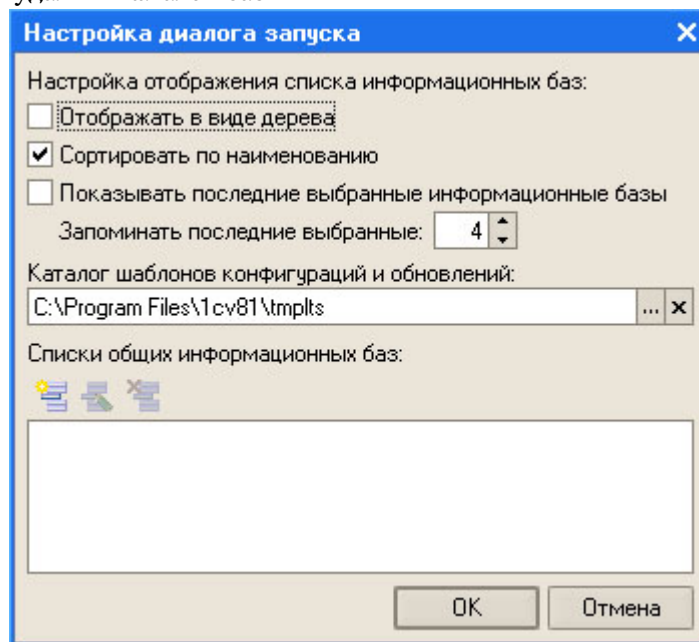 Настройка диалога запуска
Настройка отображения списка информационных баз:
Отображать в виде дерева
Сортировать по наименованию
Показывать последние выбранные информационные базы
Запоминать последние выбранные: 4
Каталог шаблонов конфигураций и обновлений:
C:\Program Files\1cv81\tmplts ...
Списки общих информационных баз:
OK Отмена